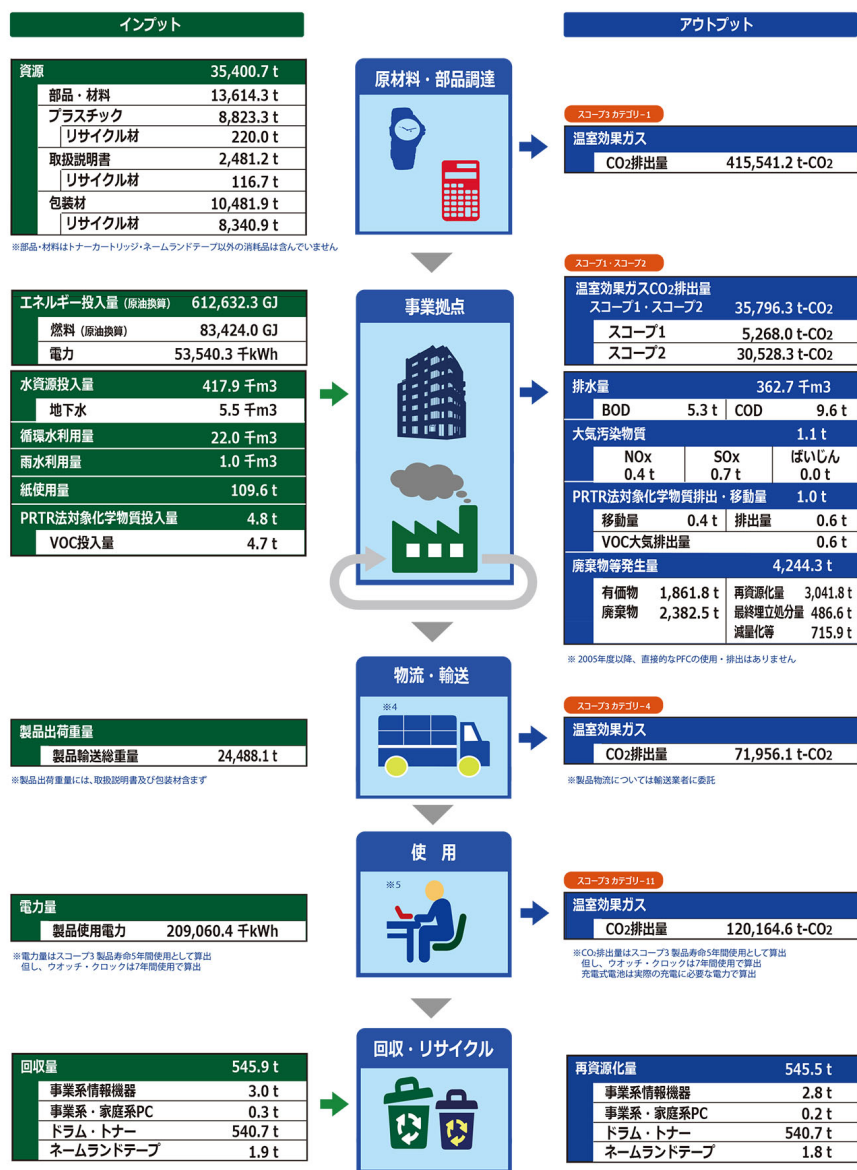 インプット
アウトプット
資源 35,400.7 t
部品・材料 13,614.3 t
プラスチック 8,823.3 t
リサイクル材 220.0 t
取扱説明書 2,481.2 t
リサイクル材 116.7 t
包装材 10,481.9 t
リサイクル材 8,340.9 t
※部品・材料はトナーカートリッジ・ネームランドテープ以外の消耗品は含んでいません
原材料・部品調達
スコープ3 カテゴリー1
温室効果ガス
CO2排出量 415,541.2 t-CO2
エネルギー投入量 (原油換算) 612,632.3 GJ
燃料 (原油換算) 83,424.0 GJ
電力 53,540.3 千kWh
水資源投入量 417.9 千m3
地下水 5.5 千m3
循環水利用量 22.0 千m3
雨水利用量 1.0 千m3
紙使用量 109.6 t
PRTR法対象化学物質投入量 4.8 t
VOC投入量 4.7 t
事業拠点
スコープ1・スコープ2
温室効果ガスCO2排出量
スコープ1・スコープ2 35,796.3 t-CO2
スコープ1 5,268.0 t-CO2
スコープ2 30,528.3 t-CO2
排水量 362.7 千m3
BOD 5.3 t COD 9.6 t
大気汚染物質 1.1 t
NOx SOx ばいじん
0.4 t 0.7 t 0.0 t
PRTR法対象化学物質排出・移動量 1.0 t
移動量 0.4 t 排出量 0.6 t
VOC大気排出量 0.6 t
廃棄物等発生量 4,244.3 t
有価物 1,861.8 t 再資源化量 3,041.8 t
廃棄物 2,382.5 t 最終埋立処分量 486.6 t
減量化等 715.9 t
※ 2005年度以降、直接的なPFCの使用・排出はありません
製品出荷重量
製品輸送総重量 24,488.1 t
※製品出荷重量には、取扱説明書及び包装材含まず
物流・輸送
※4
スコープ3 カテゴリー4
温室効果ガス
CO2排出量 71,956.1 t-CO2
※製品物流については輸送業者に委託
電力量
製品使用電力 209,060.4 千kWh
※電力量はスコープ3 製品寿命5年間使用として算出
但し、ウオッチ・クロックは7年間使用で算出
使 用
※5
スコープ3 カテゴリー11
温室効果ガス
CO2排出量 120,164.6 t-CO2
※CO2排出量はスコープ3 製品寿命5年間使用として算出
但し、ウオッチ・クロックは7年間使用で算出
充電式電池は実際の充電に必要な電力で算出
回収量 545.9 t
事業系情報機器 3.0 t
事業系・家庭系PC 0.3 t
ドラム・トナー 540.7 t
ネームランドテープ 1.9 t
回収・リサイクル
再資源化量 545.5 t
事業系情報機器 2.8 t
事業系・家庭系PC 0.2 t
ドラム・トナー 540.7 t
ネームランドテープ 1.8 t